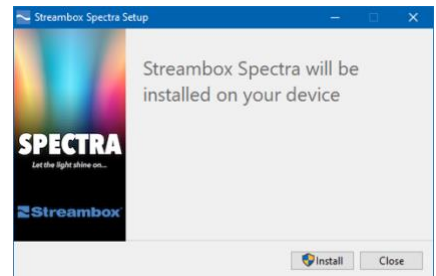 Streambox Spectra Setup
Streambox Spectra will be
installed on your device
SPECTRA
Let the light shine on...
Streambox
Install
Close